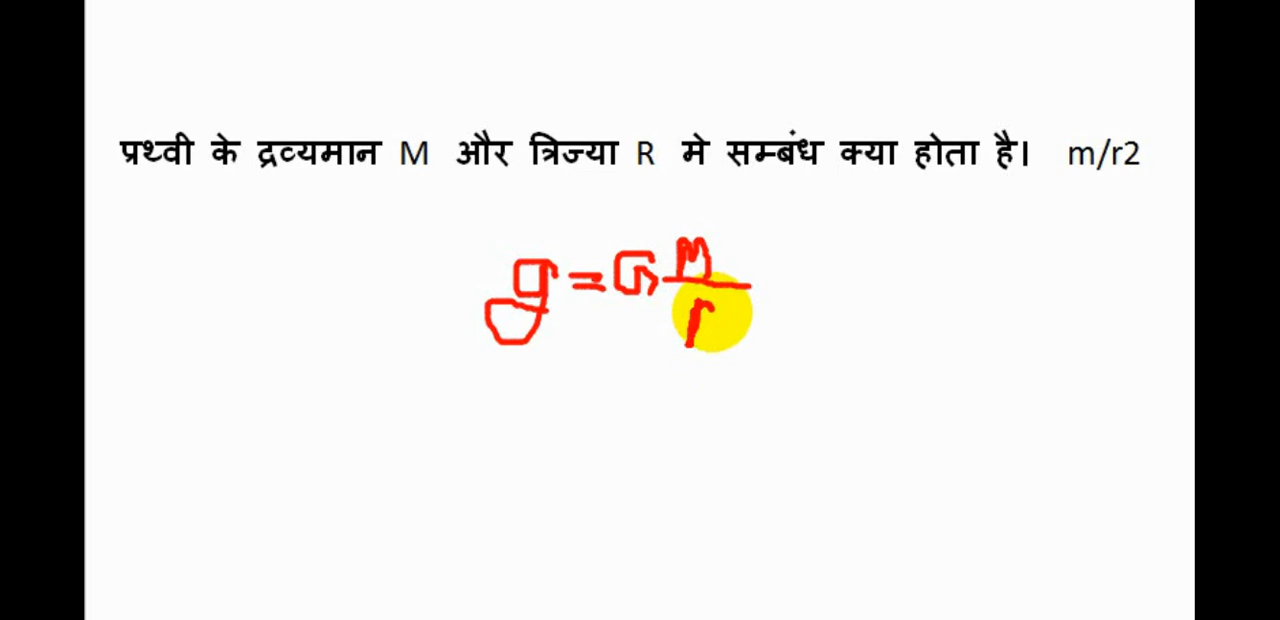 प्रथ्वी के द्रव्यमान M और त्रिज्या R मे सम्बंध क्या होता है। m/r2
g = G M/r